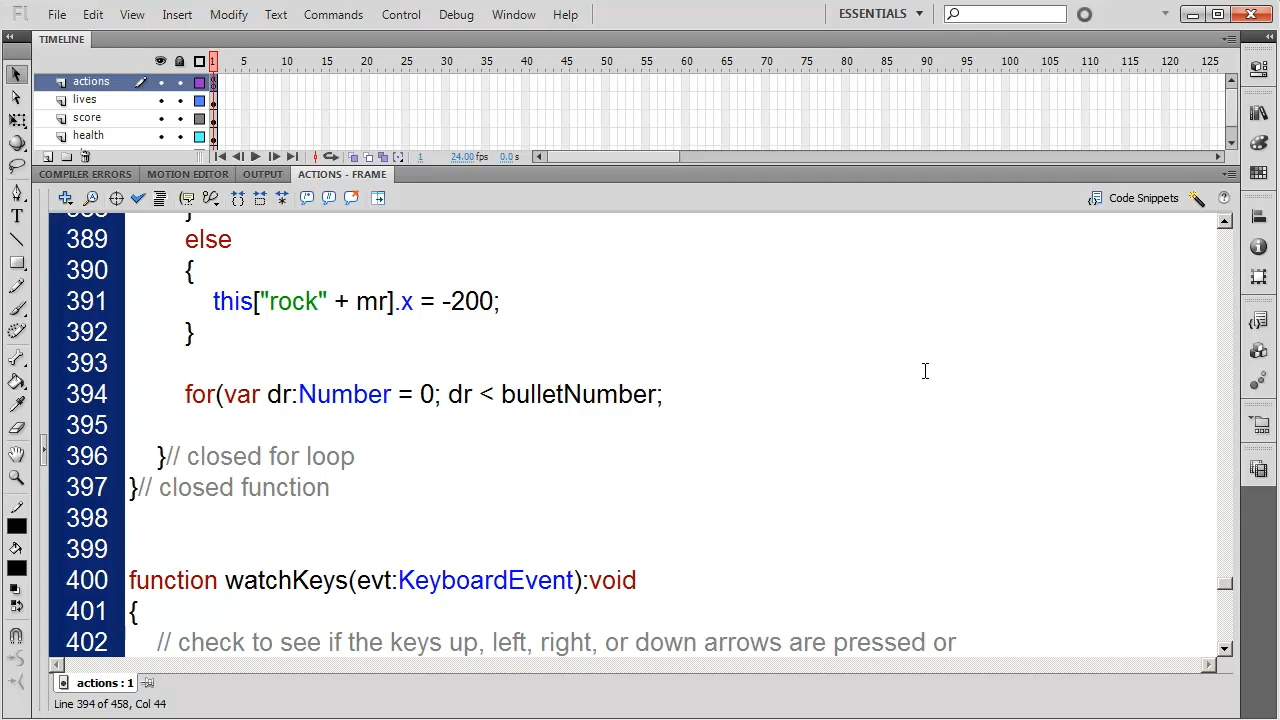 Fl File Edit View Insert Modify Text Commands Control Debug Window Help ESSENTIALS
TIMELINE
1 5 10 15 20 25 30 35 40 45 50 55 60 65 70 75 80 85 90 95 100 105 110 115 120 125
actions
lives
score
health
1 24.00 fps 0.0 s
COMPILER ERRORS MOTION EDITOR OUTPUT ACTIONS - FRAME
Code Snippets
388 }
389 else
390 {
391 this["rock" + mr].x = -200;
392 }
393
394 for(var dr:Number = 0; dr < bulletNumber;
395
396 }// closed for loop
397 }// closed function
398
399
400 function watchKeys(evt:KeyboardEvent):void
401 {
402 // check to see if the keys up, left, right, or down arrows are pressed or
actions : 1
Line 394 of 458, Col 44